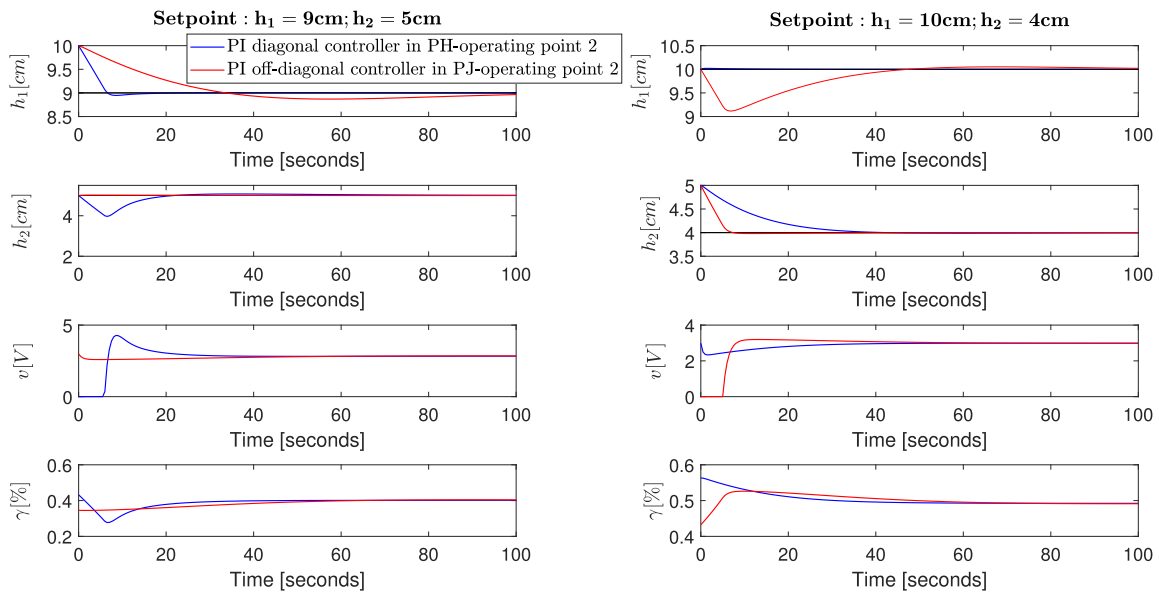 Setpoint : h₁ = 9cm; h₂ = 5cm
PI diagonal controller in PH-operating point 2
PI off-diagonal controller in PJ-operating point 2
h₁[cm]
10
9.5
9
8.5
0 20 40 60 80 100
Time [seconds]
h₂[cm]
4
2
0 20 40 60 80 100
Time [seconds]
v[V]
5
0
0 20 40 60 80 100
Time [seconds]
γ[%]
0.6
0.4
0.2
0 20 40 60 80 100
Time [seconds]
Setpoint : h₁ = 10cm; h₂ = 4cm
h₁[cm]
10.5
10
9.5
9
0 20 40 60 80 100
Time [seconds]
h₂[cm]
5
4.5
4
3.5
0 20 40 60 80 100
Time [seconds]
v[V]
4
2
0
0 20 40 60 80 100
Time [seconds]
γ[%]
0.6
0.5
0.4
0 20 40 60 80 100
Time [seconds]